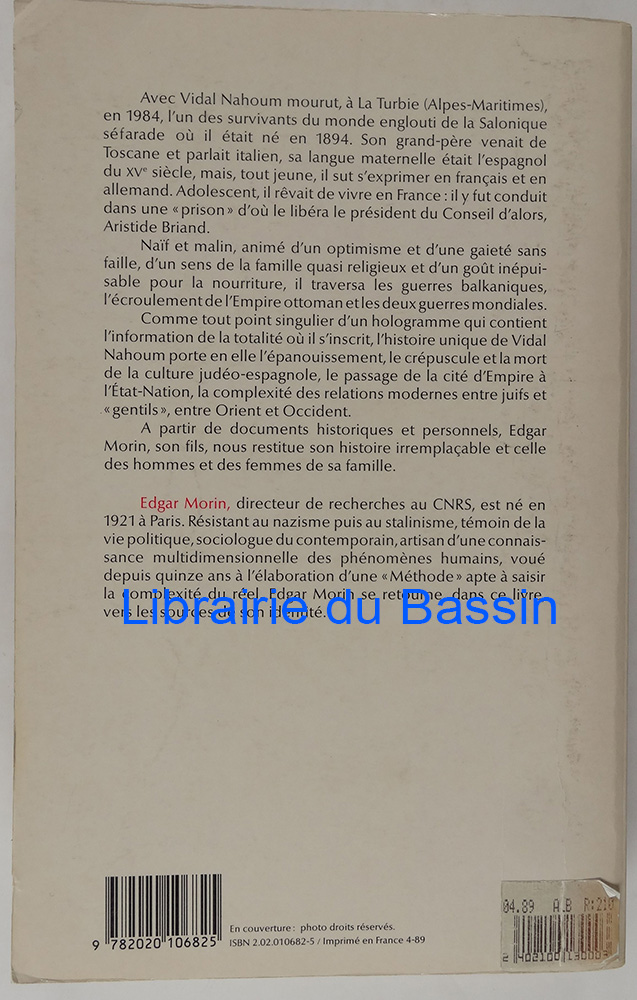 Avec Vidal Nahoum mourut, à La Turbie (Alpes-Maritimes),
en 1984, l'un des survivants du monde englouti de la Salonique
séfarade où il était né en 1894. Son grand-père venait de
Toscane et parlait italien, sa langue maternelle était l'espagnol
du XVe siècle, mais, tout jeune, il sut s'exprimer en français et en
allemand. Adolescent, il rêvait de vivre en France : il y fut conduit
dans une « prison » d'où le libéra le président du Conseil d'alors,
Aristide Briand.
Naïf et malin, animé d'un optimisme et d'une gaieté sans
faille, d'un sens de la famille quasi religieux et d'un goût inépui-
sable pour la nourriture, il traversa les guerres balkaniques,
l'écroulement de l'Empire ottoman et les deux guerres mondiales.
Comme tout point singulier d'un hologramme qui contient
l'information de la totalité où il s'inscrit, l'histoire unique de Vidal
Nahoum porte en elle l'épanouissement, le crépuscule et la mort
de la culture judéo-espagnole, le passage de la cité d'Empire à
l'État-Nation, la complexité des relations modernes entre juifs et
« gentils », entre Orient et Occident.
A partir de documents historiques et personnels, Edgar
Morin, son fils, nous restitue son histoire irremplaçable et celle
des hommes et des femmes de sa famille.
Edgar Morin, directeur de recherches au CNRS, est né en
1921 à Paris. Résistant au nazisme puis au stalinisme, témoin de la
vie politique, sociologue du contemporain, artisan d'une connais-
sance multidimensionnelle des phénomènes humains, voué
depuis quinze ans à l'élaboration d'une « Méthode » apte à saisir
la complexité du réel, Edgar Morin se retourne, dans ce livre,
vers les sources de son identité.
Librairie du Bassin
En couverture : photo droits réservés.
ISBN 2.02.010682-5 / Imprimé en France 4-89
9 782020 106825
04.89 AB R:210